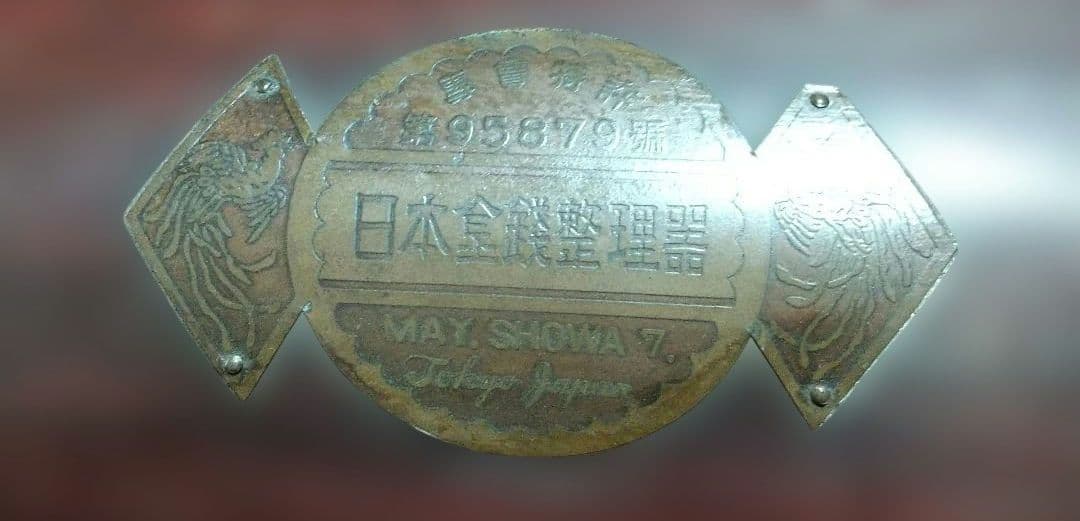 專賣特許
第95879號
日本金錢整理器
MAY. SHOWA 7.
Tokyo Japan